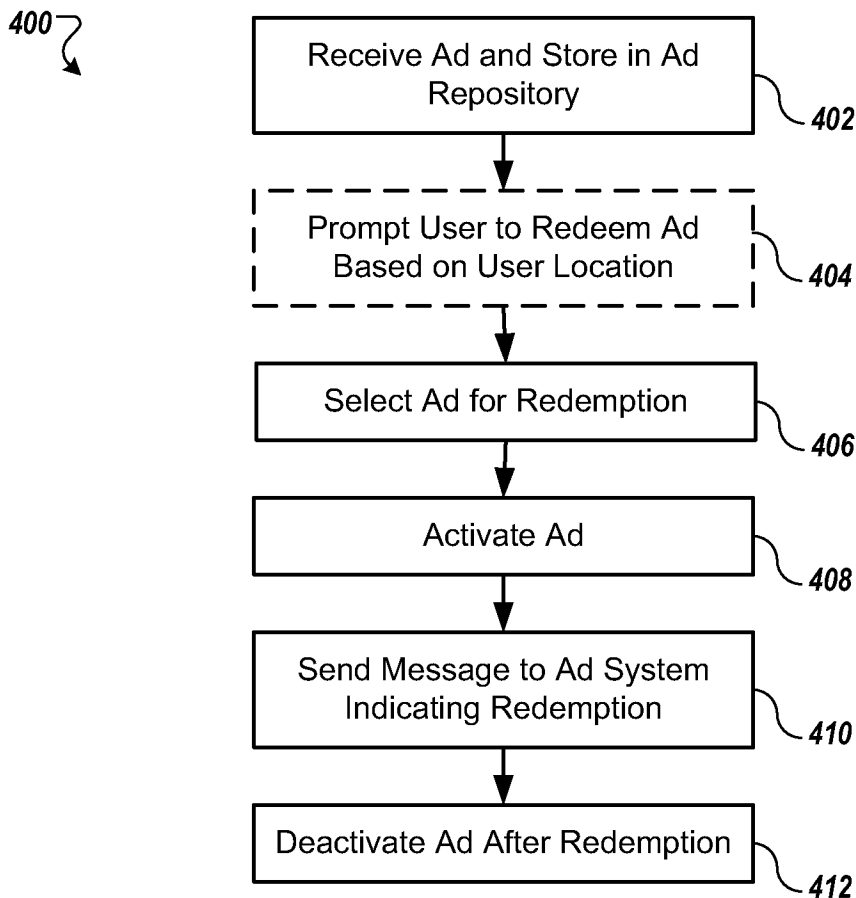 400
Receive Ad and Store in Ad
Repository
402
Prompt User to Redeem Ad
Based on User Location
404
Select Ad for Redemption
406
Activate Ad
408
Send Message to Ad System
Indicating Redemption
410
Deactivate Ad After Redemption
412